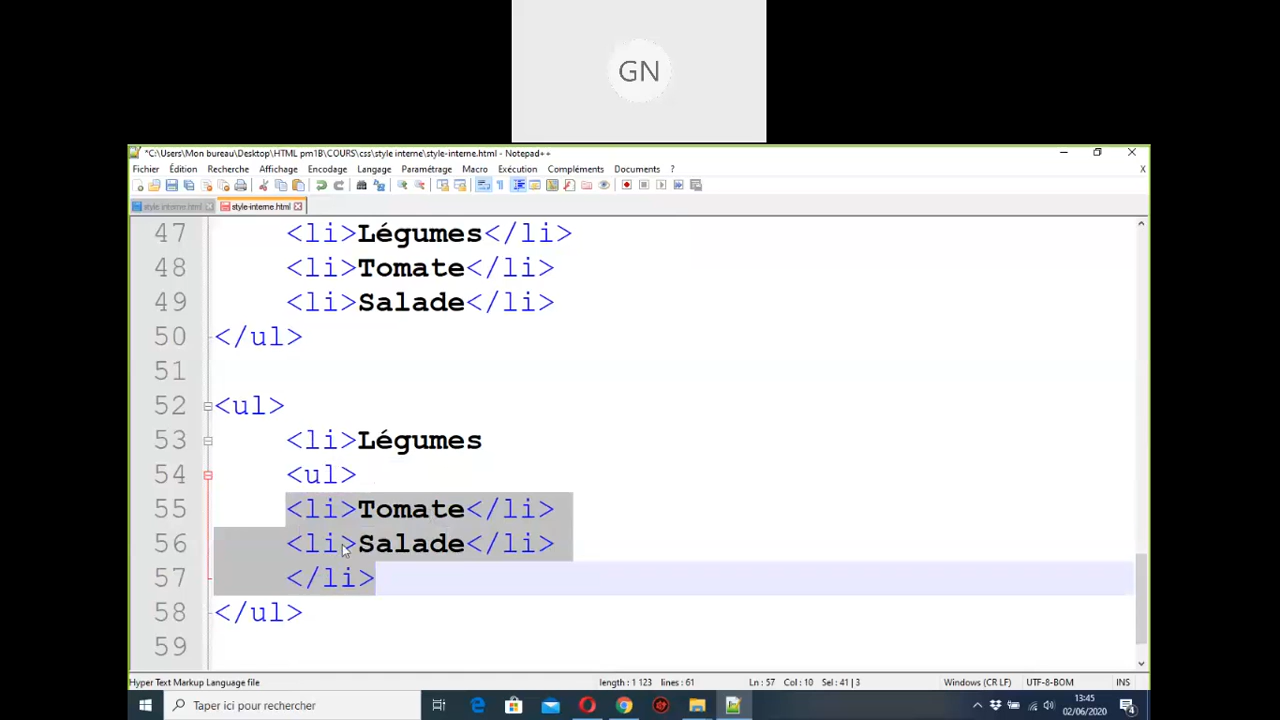 GN
*C:\Users\Mon bureau\Desktop\HTML pm1B\COURS\css\style interne\style-interne.html - Notepad++
Fichier Édition Recherche Affichage Encodage Langage Paramétrage Macro Exécution Compléments Documents ? X
style interne.html style-interne.html
47 <li>Légumes</li>
48 <li>Tomate</li>
49 <li>Salade</li>
50 </ul>
51
52 <ul>
53 <li>Légumes
54 <ul>
55 <li>Tomate</li>
56 <li>Salade</li>
57 </li>
58 </ul>
59
Hyper Text Markup Language file length : 1 123 lines : 61 Ln : 57 Col : 10 Sel : 41 | 3 Windows (CR LF) UTF-8-BOM INS
Taper ici pour rechercher
13:45
02/06/2020
4